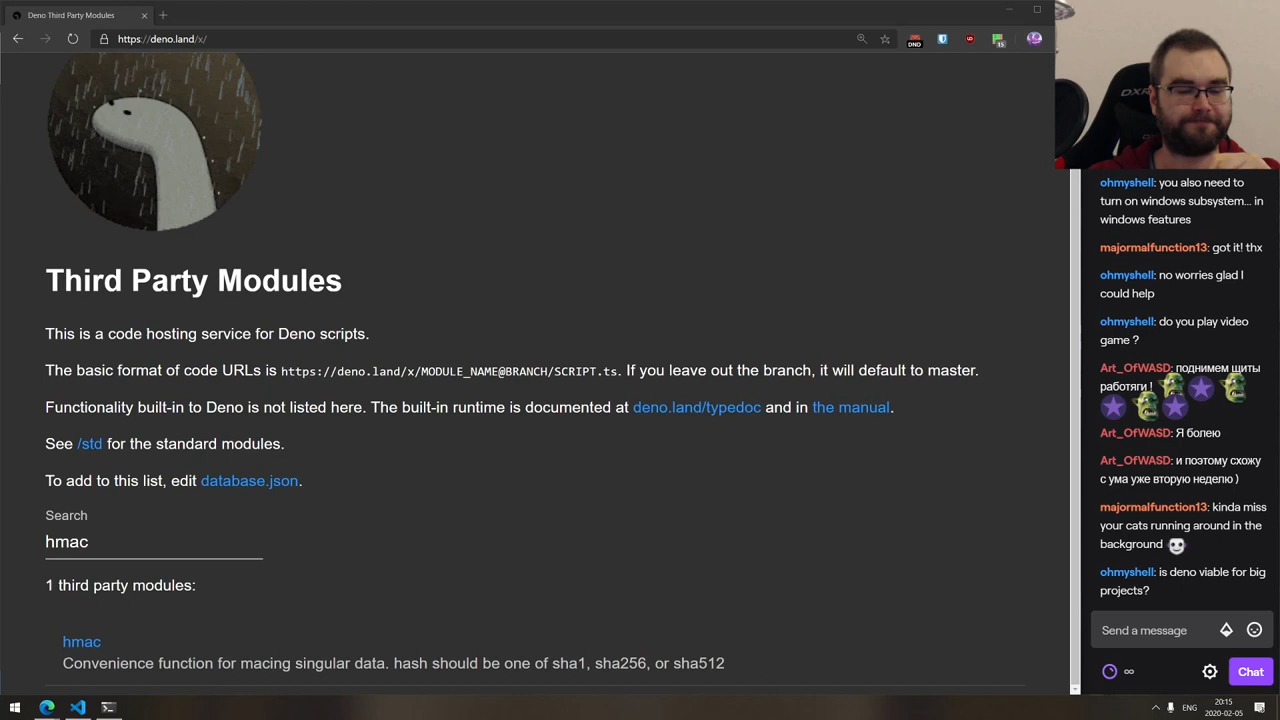 Deno Third Party Modules
https://deno.land/x/
DND
15
DXR
Third Party Modules
This is a code hosting service for Deno scripts.
The basic format of code URLs is https://deno.land/x/MODULE_NAME@BRANCH/SCRIPT.ts. If you leave out the branch, it will default to master.
Functionality built-in to Deno is not listed here. The built-in runtime is documented at deno.land/typedoc and in the manual.
See /std for the standard modules.
To add to this list, edit database.json.
Search
hmac
1 third party modules:
hmac
Convenience function for macing singular data. hash should be one of sha1, sha256, or sha512
ohmyshell: you also need to
turn on windows subsystem... in
windows features
majormalfunction13: got it! thx
ohmyshell: no worries glad I
could help
ohmyshell: do you play video
game ?
Art_OfWASD: поднимем щиты
работяги !
Art_OfWASD: Я болею
Art_OfWASD: и поэтому схожу
с ума уже вторую неделю )
majormalfunction13: kinda miss
your cats running around in the
background
ohmyshell: is deno viable for big
projects?
Send a message
∞
Chat
ENG
20:15
2020-02-05